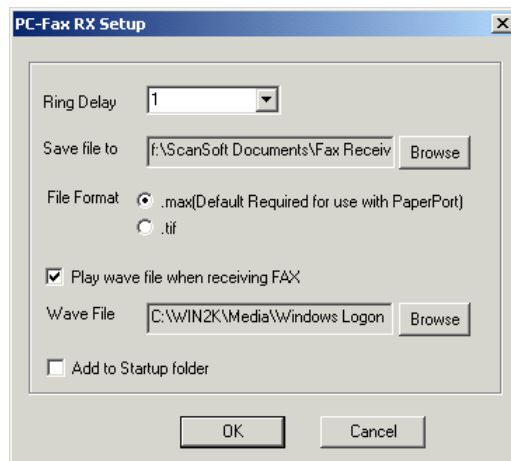 PC-Fax RX Setup
Ring Delay 1
Save file to f:\ScanSoft Documents\Fax Receiv Browse
File Format .max(Default Required for use with PaperPort)
.tif
Play wave file when receiving FAX
Wave File C:\WIN2K\Media\Windows Logon Browse
Add to Startup folder
OK Cancel